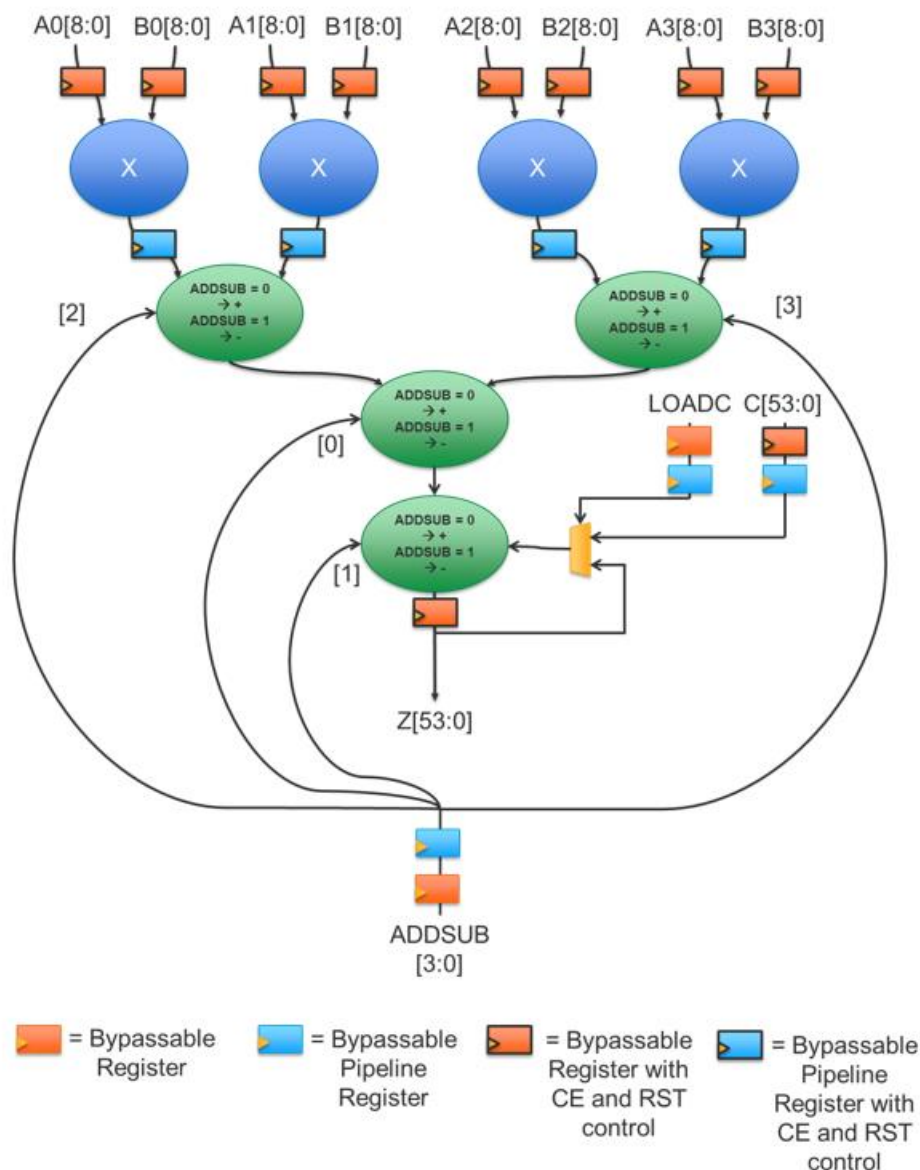 A0[8:0] B0[8:0] A1[8:0] B1[8:0] A2[8:0] B2[8:0] A3[8:0] B3[8:0]
X X X X
ADDSUB = 0
→ +
ADDSUB = 1
→ -
ADDSUB = 0
→ +
ADDSUB = 1
→ -
[2]
[3]
ADDSUB = 0
→ +
ADDSUB = 1
→ -
[0]
LOADC C[53:0]
ADDSUB = 0
→ +
ADDSUB = 1
→ -
[1]
Z[53:0]
ADDSUB
[3:0]
= Bypassable
Register
= Bypassable
Pipeline
Register
= Bypassable
Register with
CE and RST
control
= Bypassable
Pipeline
Register with
CE and RST
control